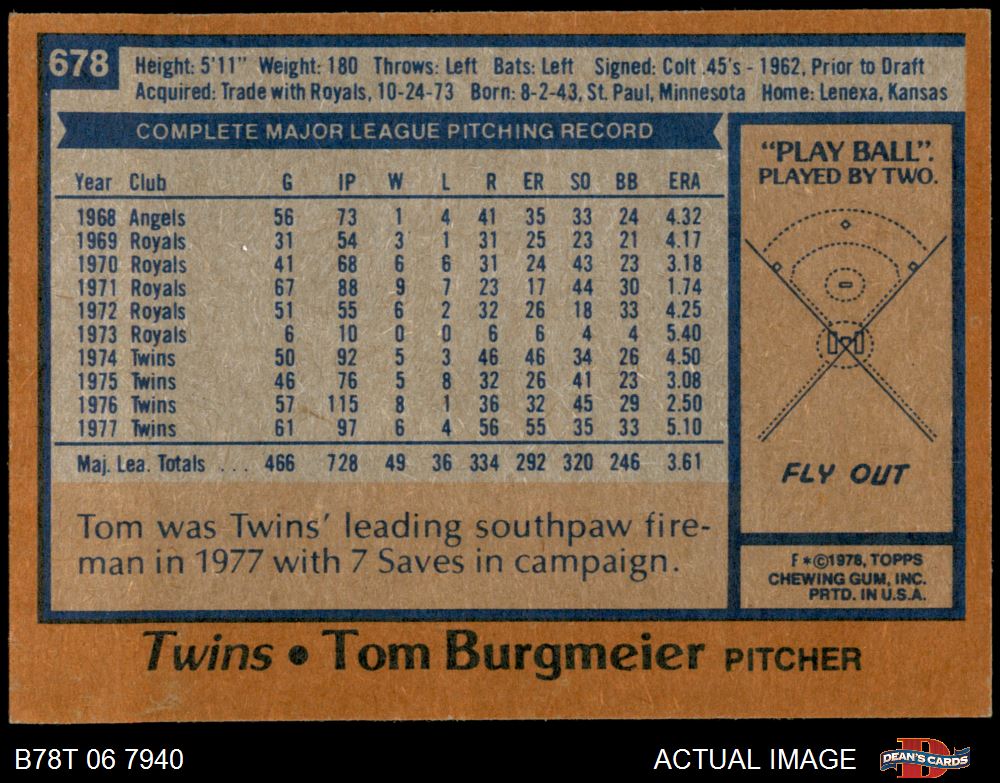 678
Height: 5'11" Weight: 180 Throws: Left Bats: Left Signed: Colt .45's - 1962, Prior to Draft
Acquired: Trade with Royals, 10-24-73 Born: 8-2-43, St. Paul, Minnesota Home: Lenexa, Kansas
COMPLETE MAJOR LEAGUE PITCHING RECORD
Year Club G IP W L R ER SO BB ERA
1968 Angels 56 73 1 4 41 35 33 24 4.32
1969 Royals 31 54 3 1 31 25 23 21 4.17
1970 Royals 41 68 6 6 31 24 43 23 3.18
1971 Royals 67 88 9 7 23 17 44 30 1.74
1972 Royals 51 55 6 2 32 26 18 33 4.25
1973 Royals 6 10 0 0 6 6 4 4 5.40
1974 Twins 50 92 5 3 46 46 34 26 4.50
1975 Twins 46 76 5 8 32 26 41 23 3.08
1976 Twins 57 115 8 1 36 32 45 29 2.50
1977 Twins 61 97 6 4 56 55 35 33 5.10
Maj. Lea. Totals ... 466 728 49 36 334 292 320 246 3.61
Tom was Twins' leading southpaw fire-
man in 1977 with 7 Saves in campaign.
"PLAY BALL".
PLAYED BY TWO.
FLY OUT
F*©1978, TOPPS
CHEWING GUM, INC.
PRTD. IN U.S.A.
Twins • Tom Burgmeier PITCHER
B78T 06 7940
ACTUAL IMAGE
D
DEAN'S CARDS